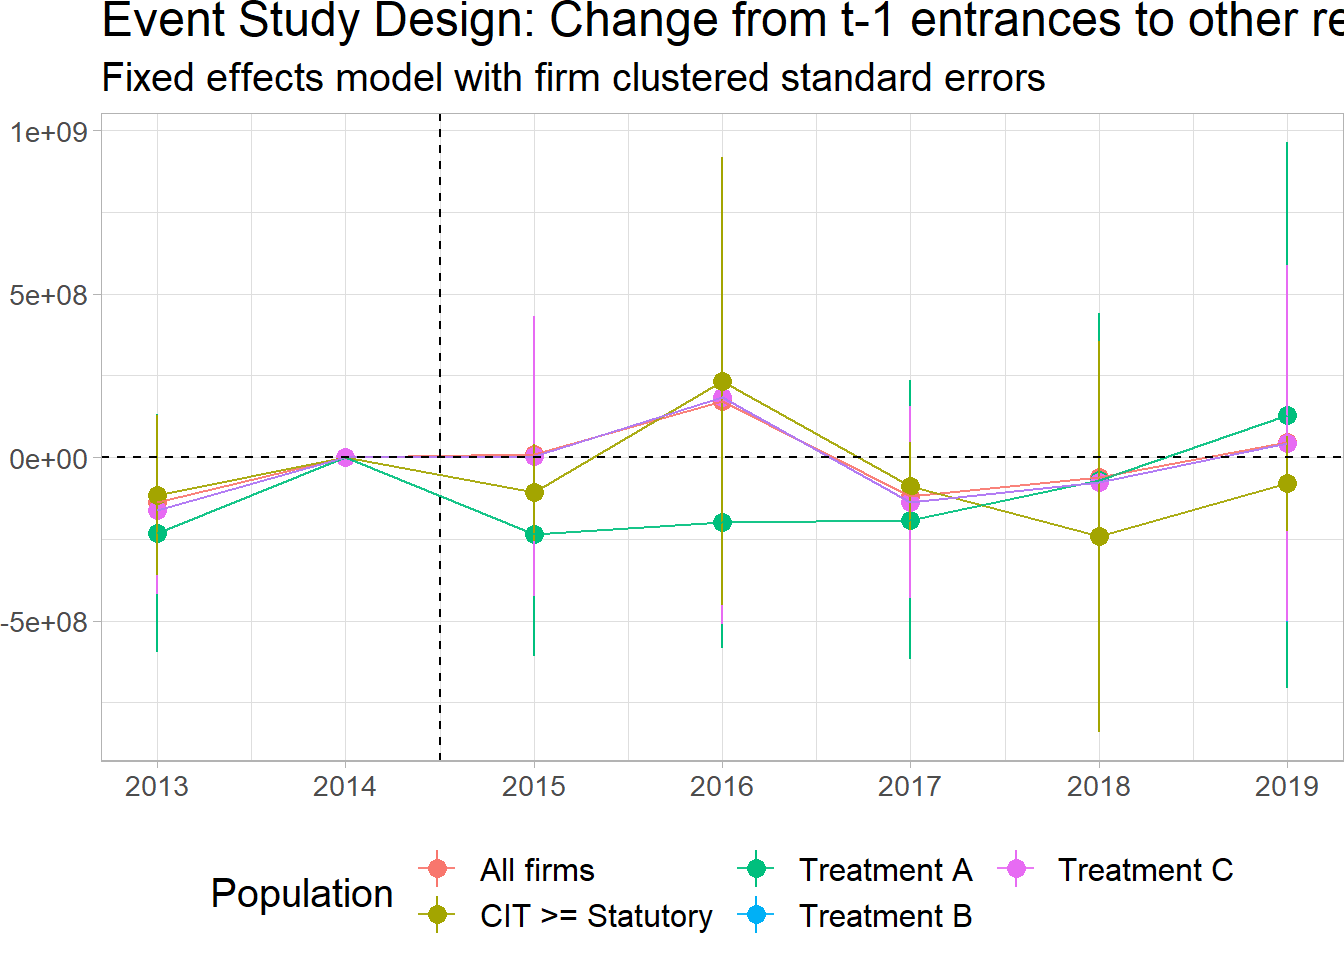 Event Study Design: Change from t-1 entrances to other re
Fixed effects model with firm clustered standard errors
1e+09
5e+08
0e+00
-5e+08
2013 2014 2015 2016 2017 2018 2019
Population
All firms Treatment A Treatment C
CIT >= Statutory Treatment B